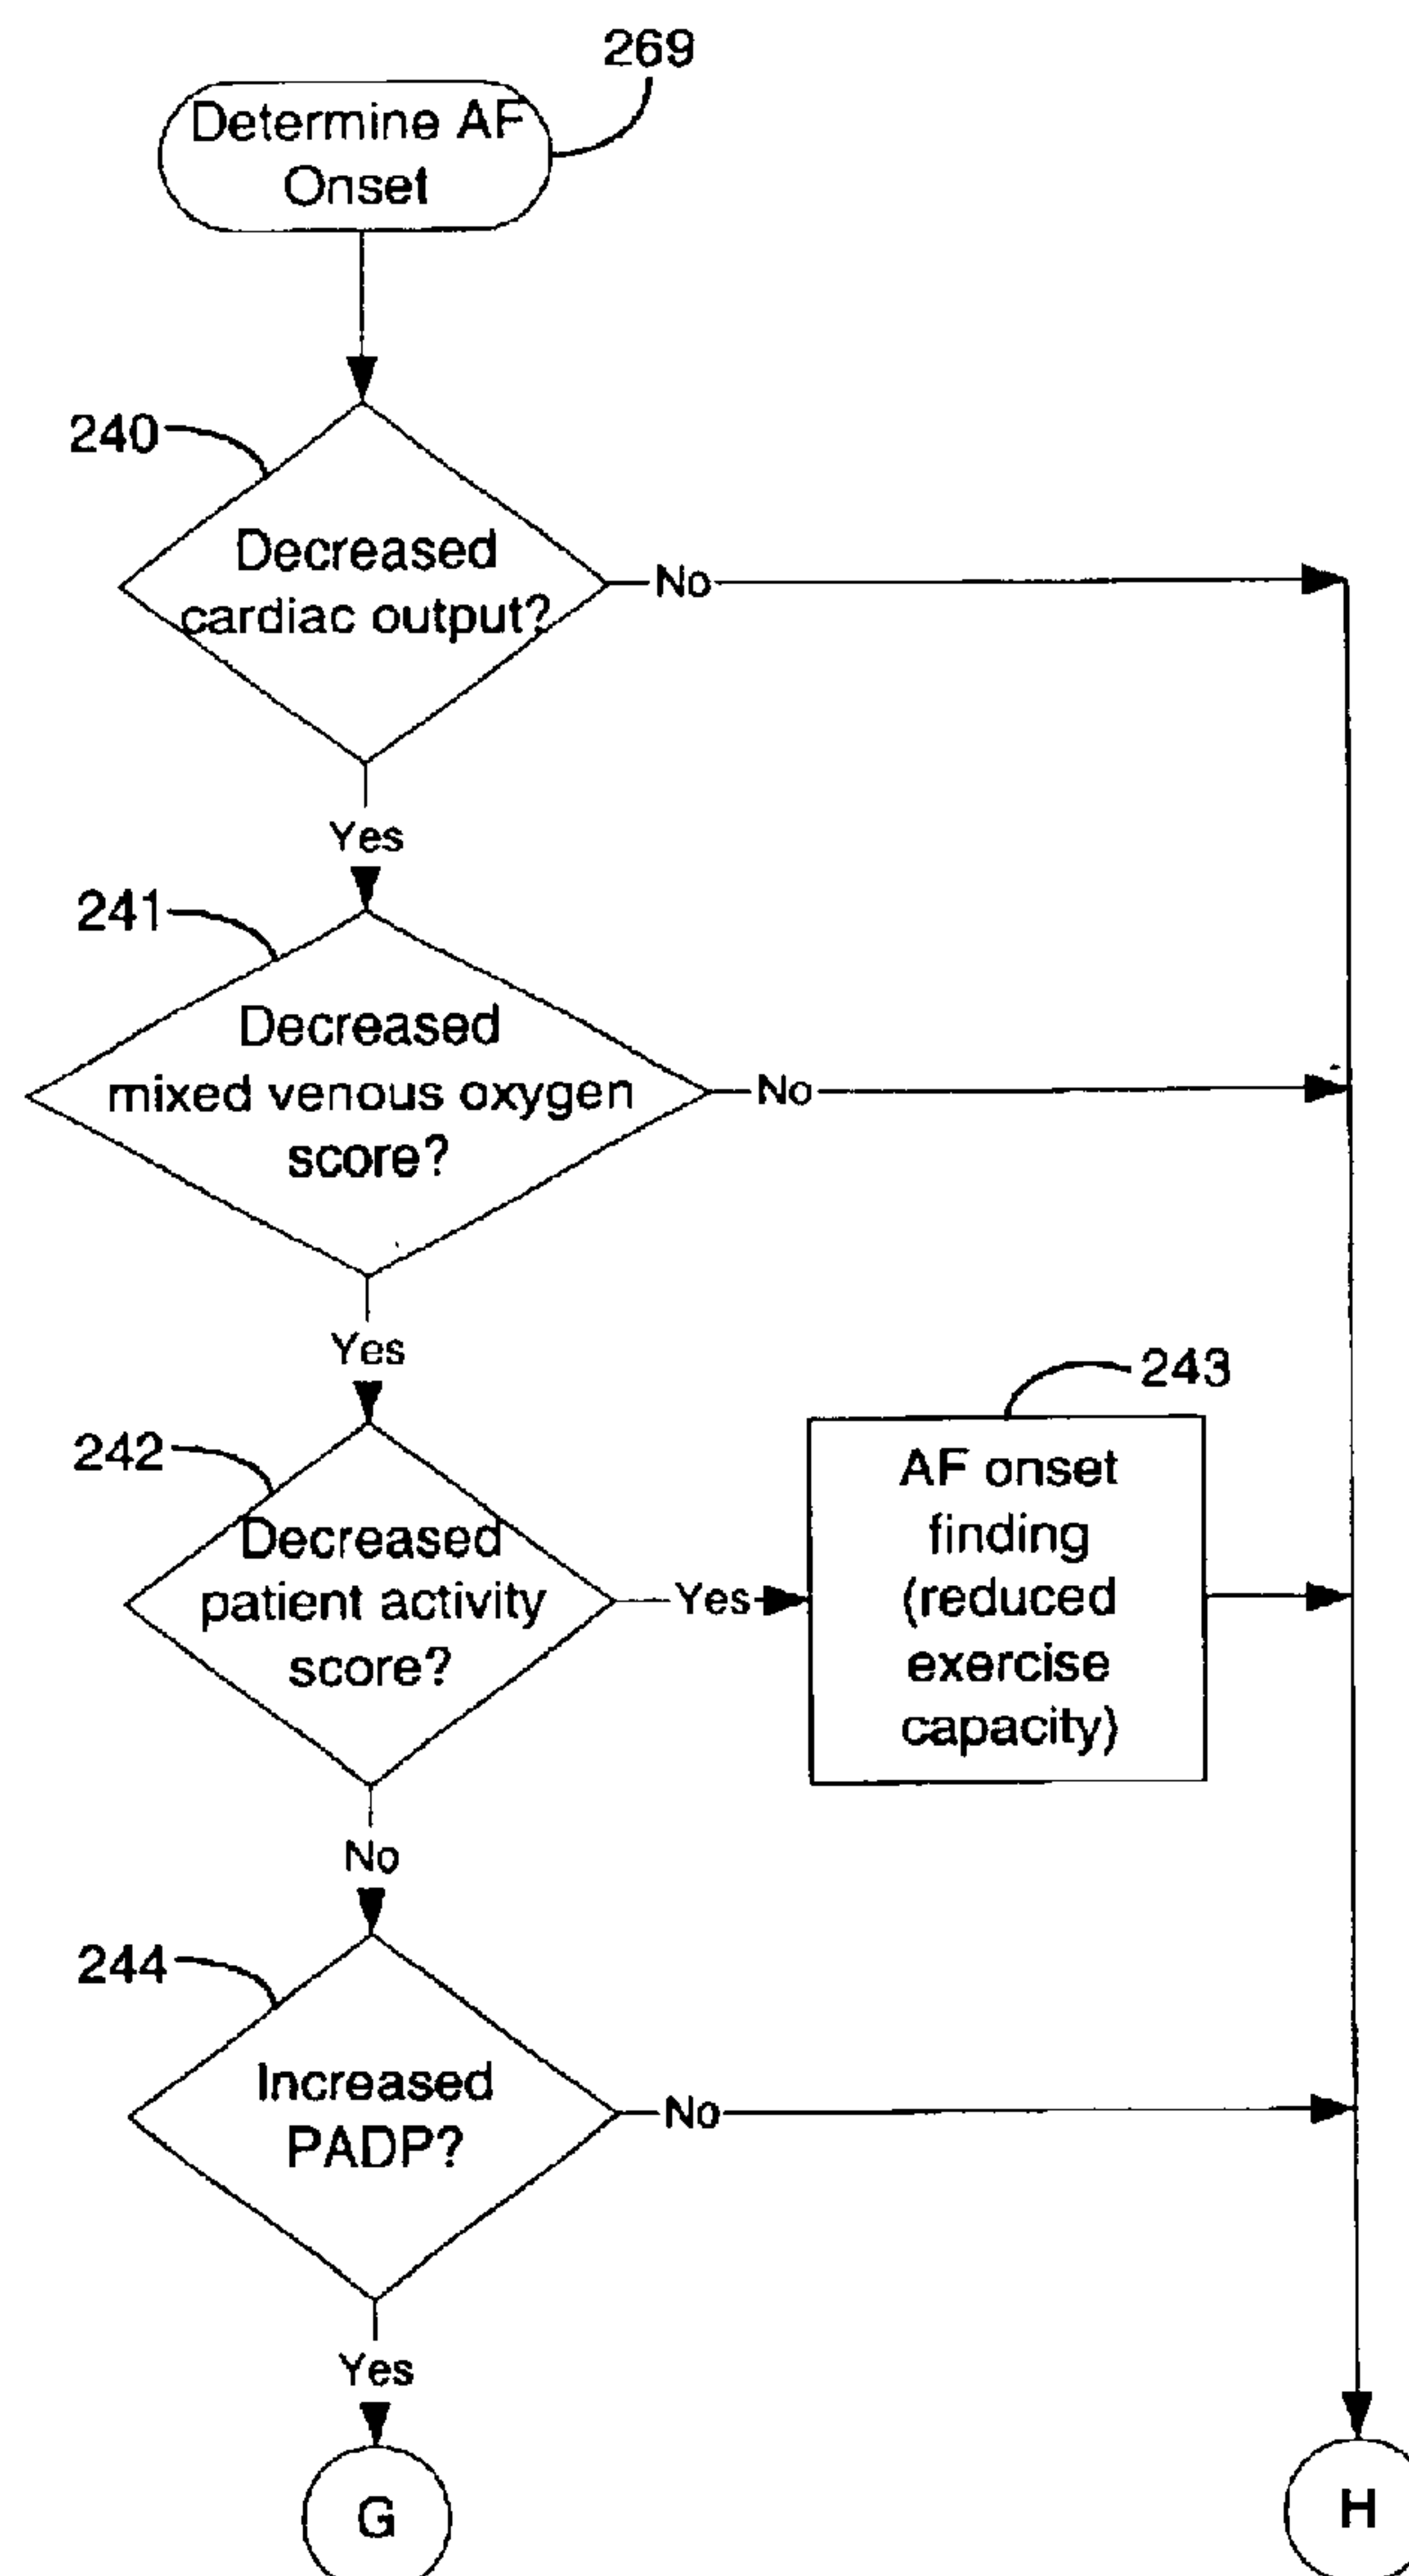 269
Determine AF
Onset
240
Decreased
cardiac output?
No
Yes
241
Decreased
mixed venous oxygen
score?
No
Yes
242
Decreased
patient activity
score?
Yes
243
AF onset
finding
(reduced
exercise
capacity)
No
244
Increased
PADP?
No
Yes
G
H